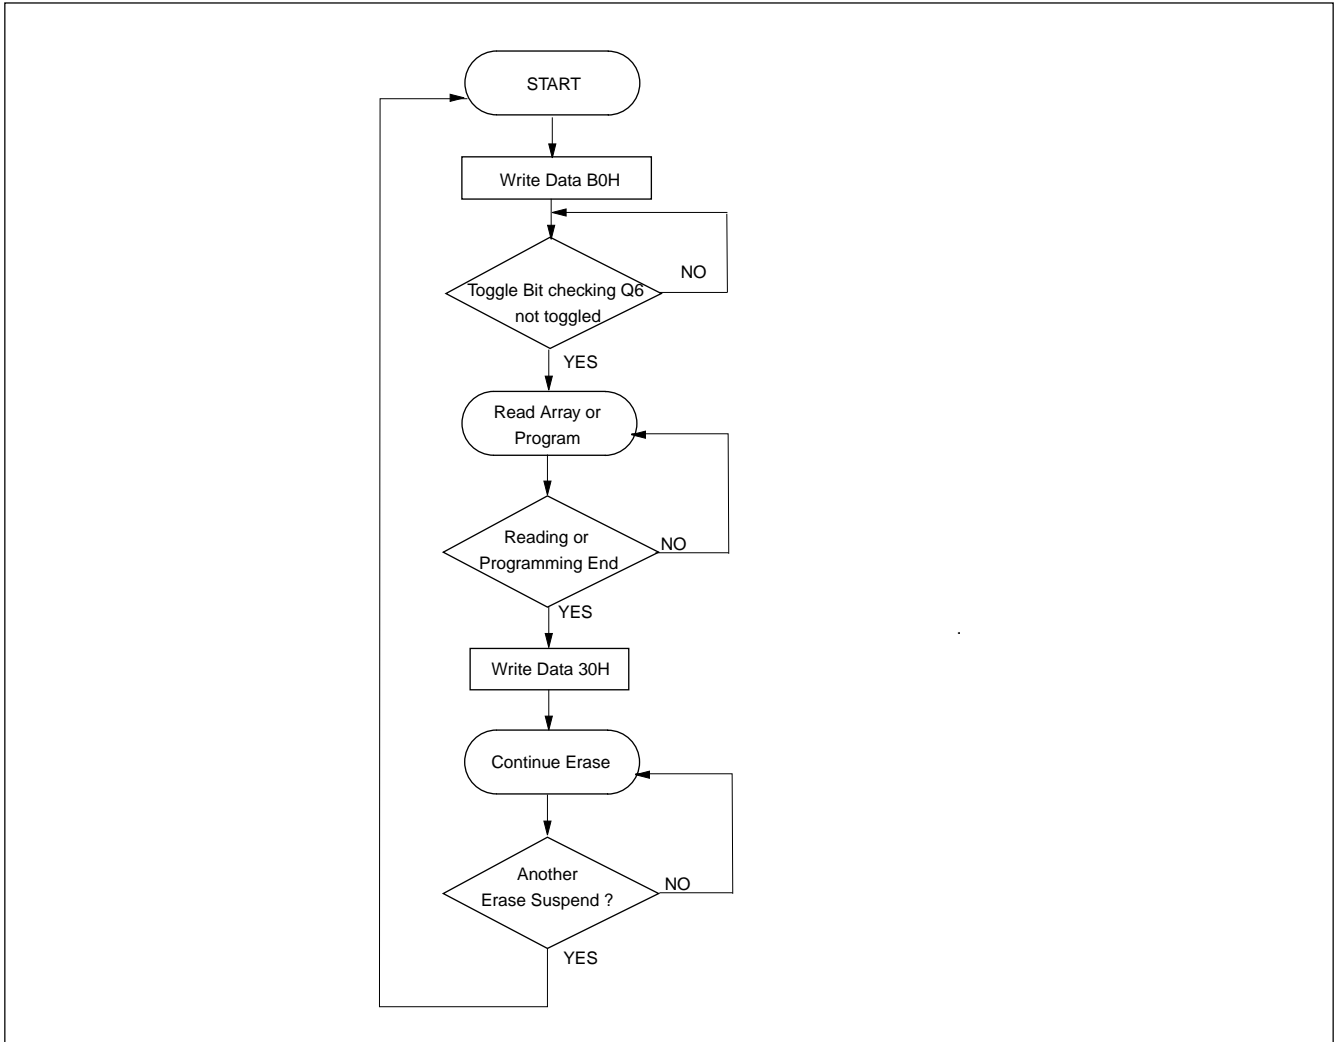 START
Write Data B0H
NO
Toggle Bit checking Q6
not toggled
YES
Read Array or
Program
Reading or
NO
Programming End
YES
Write Data 30H
Continue Erase
Another
NO
Erase Suspend ?
YES